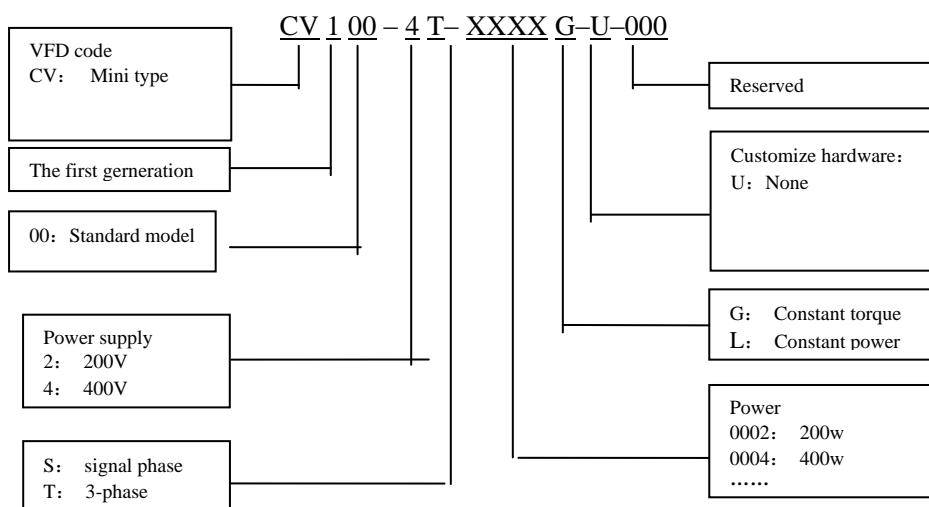 CV 1 00 – 4 T– XXXX G–U–000
VFD code
CV： Mini type
The first gerneration
00：Standard model
Power supply
2： 200V
4： 400V
S： signal phase
T： 3-phase
Reserved
Customize hardware：
U：None
G： Constant torque
L： Constant power
Power
0002： 200w
0004： 400w
……